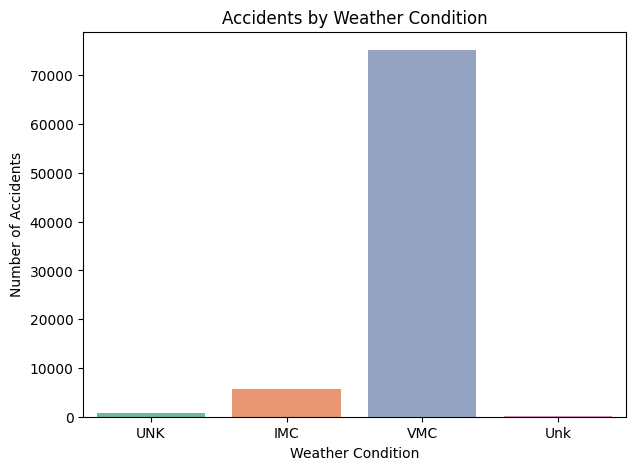 Accidents by Weather Condition
Number of Accidents
70000
60000
50000
40000
30000
20000
10000
0
UNK IMC VMC Unk
Weather Condition